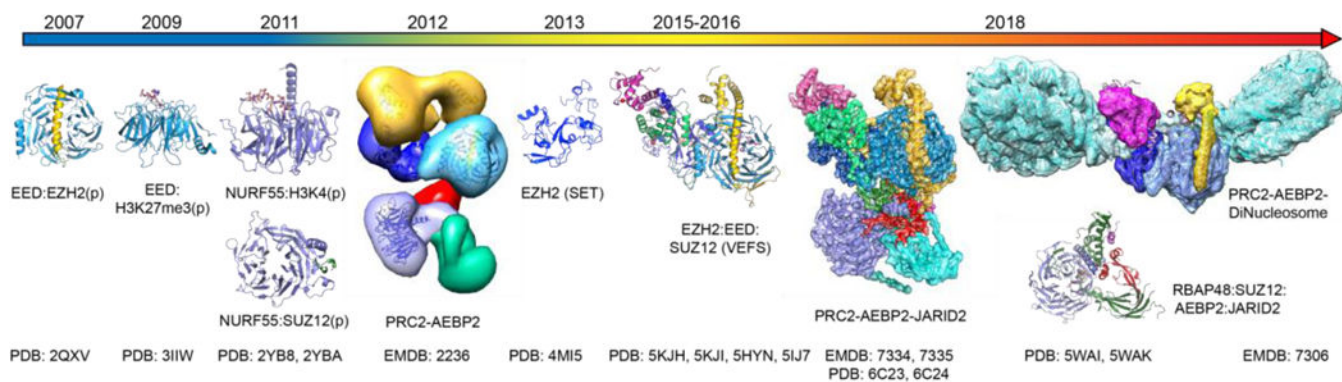 2007 2009 2011 2012 2013 2015-2016 2018
EED:EZH2(p)
EED:
H3K27me3(p)
NURF55:H3K4(p)
NURF55:SUZ12(p)
PRC2-AEBP2
EZH2 (SET)
EZH2:EED:
SUZ12 (VEFS)
PRC2-AEBP2-JARID2
PRC2-AEBP2-
DiNucleosome
RBAP48:SUZ12:
AEBP2:JARID2
PDB: 2QXV
PDB: 3IIW
PDB: 2YB8, 2YBA
EMDB: 2236
PDB: 4MI5
PDB: 5KJH, 5KJI, 5HYN, 5IJ7
EMDB: 7334, 7335
PDB: 6C23, 6C24
PDB: 5WAI, 5WAK
EMDB: 7306